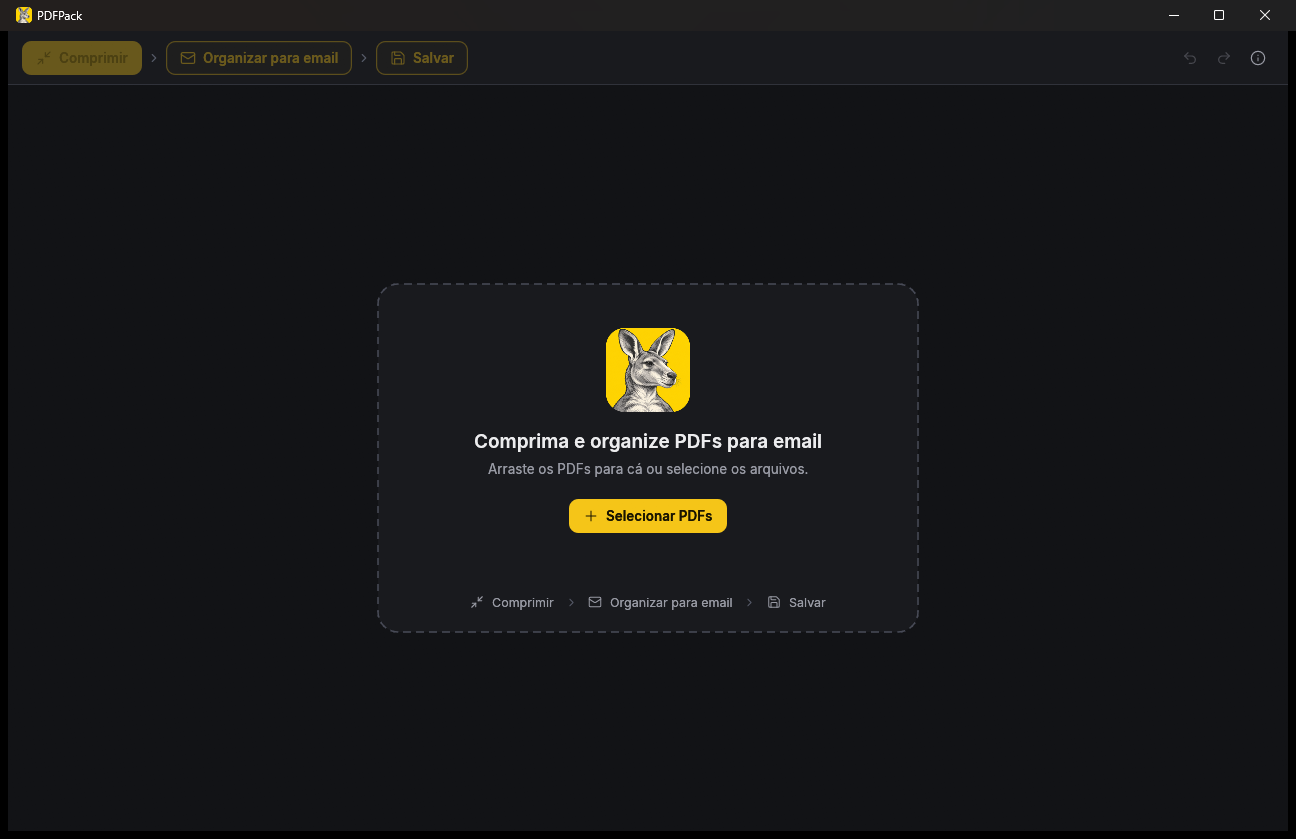 PDFPack
Comprimir
Organizar para email
Salvar
Comprima e organize PDFs para email
Arraste os PDFs para cá ou selecione os arquivos.
Selecionar PDFs
Comprimir
Organizar para email
Salvar